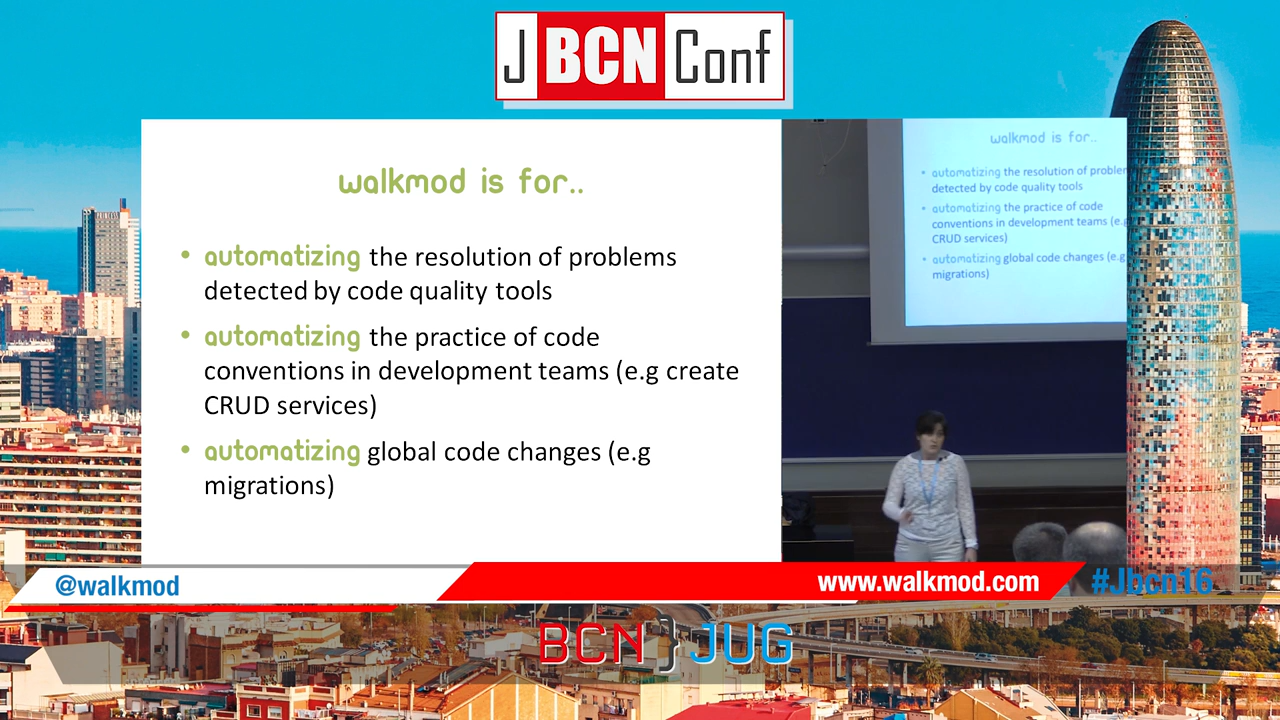 J BCN Conf
walkmod is for..
• automatizing the resolution of problems
detected by code quality tools
• automatizing the practice of code
conventions in development teams (e.g create
CRUD services)
• automatizing global code changes (e.g
migrations)
walkmod is for..
• automatizing the resolution of problem
detected by code quality tools
• automatizing the practice of code
conventions in development teams (e.g
CRUD services)
• automatizing global code changes (e.g
migrations)
@walkmod
www.walkmod.com
#Jbcn16
BCN } JUG